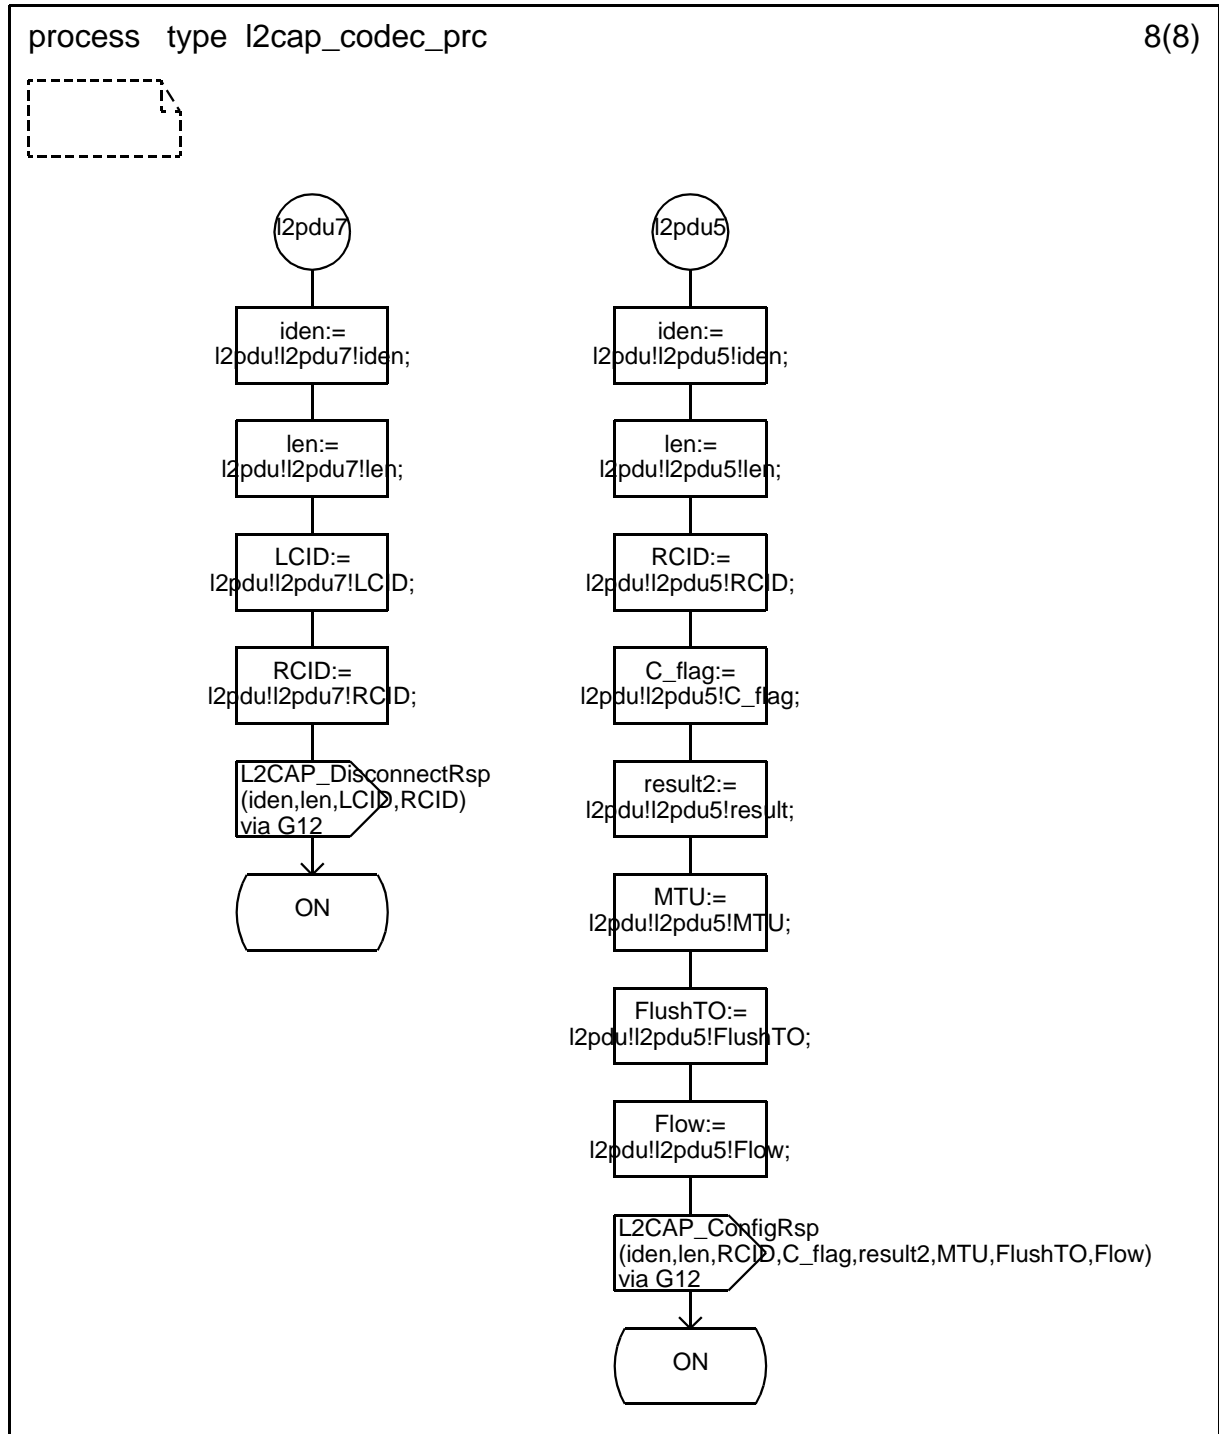 process type l2cap_codec_prc
8(8)
l2pdu7
iden:=
l2pdu!l2pdu7!iden;
len:=
l2pdu!l2pdu7!len;
LCID:=
l2pdu!l2pdu7!LCID;
RCID:=
l2pdu!l2pdu7!RCID;
L2CAP_DisconnectRsp
(iden,len,LCID,RCID)
via G12
ON
l2pdu5
iden:=
l2pdu!l2pdu5!iden;
len:=
l2pdu!l2pdu5!len;
RCID:=
l2pdu!l2pdu5!RCID;
C_flag:=
l2pdu!l2pdu5!C_flag;
result2:=
l2pdu!l2pdu5!result;
MTU:=
l2pdu!l2pdu5!MTU;
FlushTO:=
l2pdu!l2pdu5!FlushTO;
Flow:=
l2pdu!l2pdu5!Flow;
L2CAP_ConfigRsp
(iden,len,RCID,C_flag,result2,MTU,FlushTO,Flow)
via G12
ON